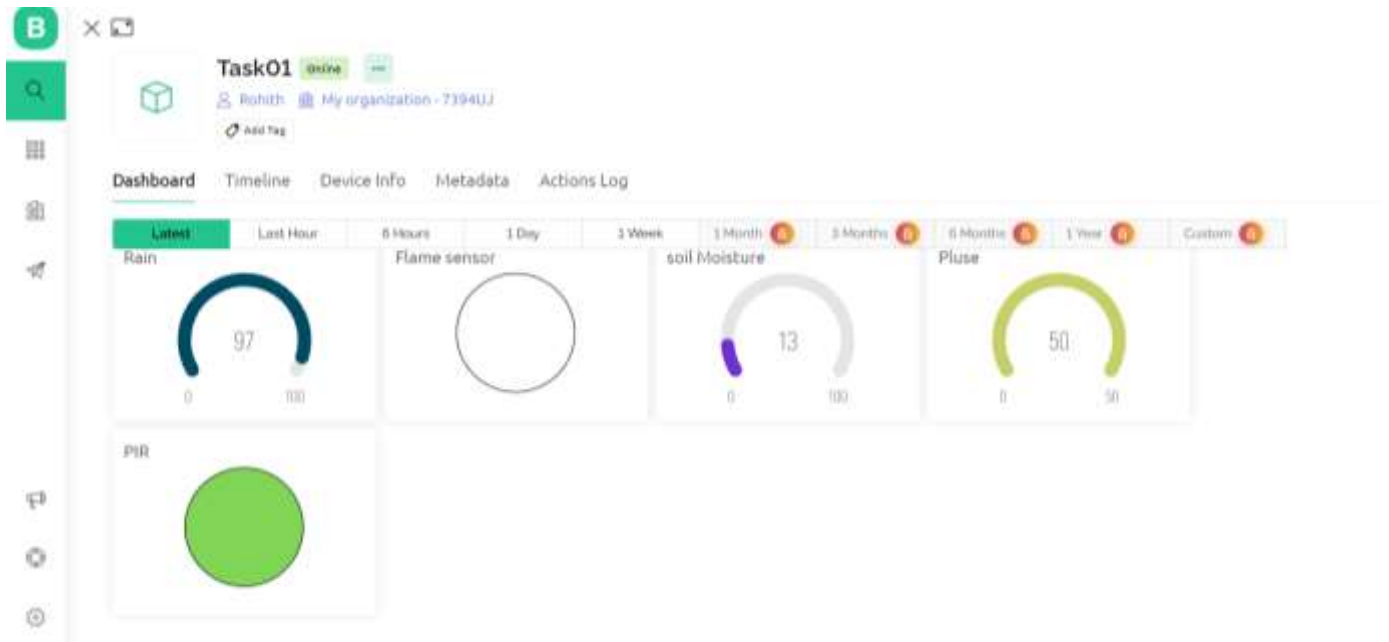 B
Task01 Online
Rohith My organization - 7394UJ
Add Tag
Dashboard Timeline Device Info Metadata Actions Log
Latest Last Hour 6 Hours 1 Day 1 Week 1 Month 3 Months 6 Months 1 Year Custom
Rain Flame sensor soil Moisture Pluse
97 13 50
0 100 0 100 0 50
PIR